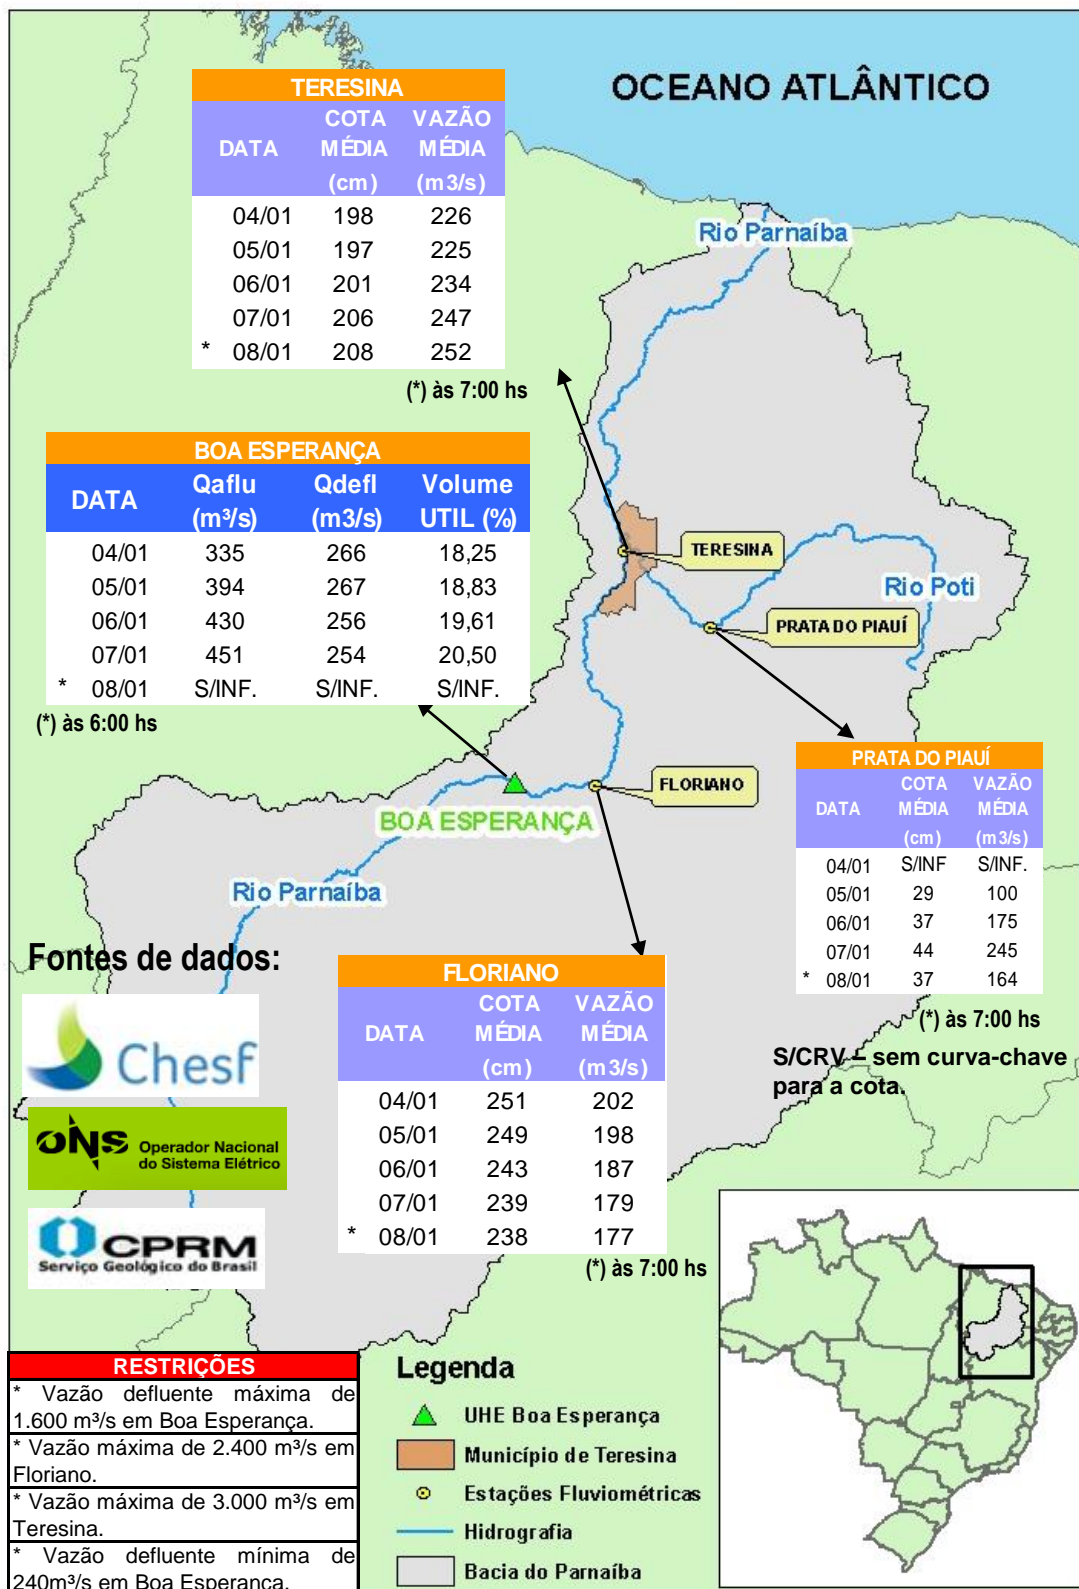 OCEANO ATLÂNTICO
TERESINA
DATA COTA MÉDIA (cm) VAZÃO MÉDIA (m3/s)
04/01 198 226
05/01 197 225
06/01 201 234
07/01 206 247
* 08/01 208 252
(*) às 7:00 hs
Rio Parnaíba
BOA ESPERANÇA
DATA Qaflu (m³/s) Qdefl (m3/s) Volume UTIL (%)
04/01 335 266 18,25
05/01 394 267 18,83
06/01 430 256 19,61
07/01 451 254 20,50
* 08/01 S/INF. S/INF. S/INF.
(*) às 6:00 hs
TERESINA
Rio Poti
PRATA DO PIAUÍ
FLORIANO
BOA ESPERANÇA
Rio Parnaíba
PRATA DO PIAUÍ
DATA COTA MÉDIA (cm) VAZÃO MÉDIA (m3/s)
04/01 S/INF S/INF.
05/01 29 100
06/01 37 175
07/01 44 245
* 08/01 37 164
(*) às 7:00 hs
S/CRV – sem curva-chave
para a cota.
Fontes de dados:
Chesf
ONS Operador Nacional
do Sistema Elétrico
CPRM
Serviço Geológico do Brasil
FLORIANO
DATA COTA MÉDIA (cm) VAZÃO MÉDIA (m3/s)
04/01 251 202
05/01 249 198
06/01 243 187
07/01 239 179
* 08/01 238 177
(*) às 7:00 hs
RESTRIÇÕES
* Vazão defluente máxima de
1.600 m³/s em Boa Esperança.
* Vazão máxima de 2.400 m³/s em
Floriano.
* Vazão máxima de 3.000 m³/s em
Teresina.
* Vazão defluente mínima de
240m³/s em Boa Esperança.
Legenda
UHE Boa Esperança
Município de Teresina
Estações Fluviométricas
Hidrografia
Bacia do Parnaíba